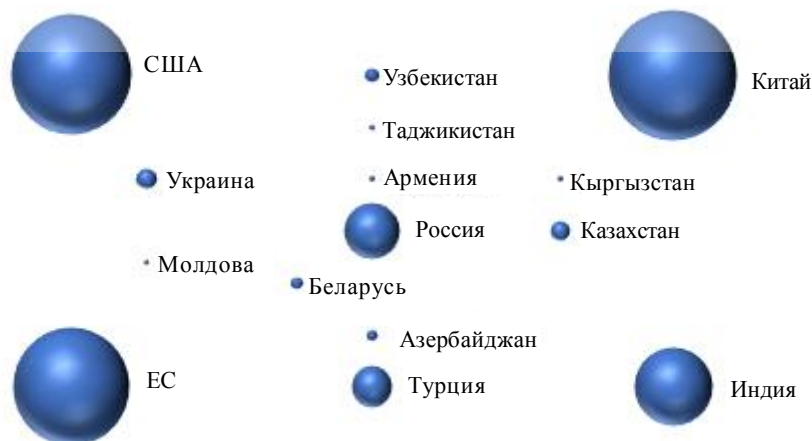 США
Узбекистан
Китай
Таджикистан
Украина
Армения
Кыргызстан
Россия
Казахстан
Молдова
Беларусь
Азербайджан
ЕС
Турция
Индия